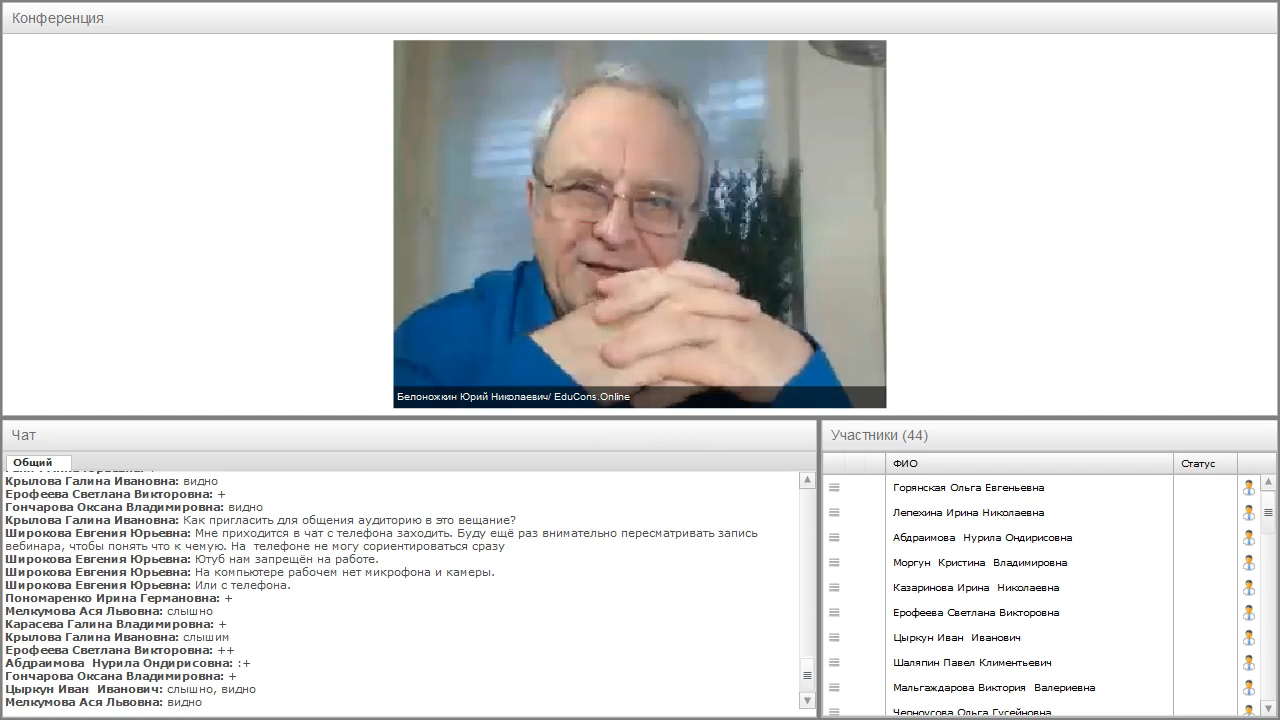 Конференция
Белоножкин Юрий Николаевич/ EduCons.Online
Чат
Общий
Крылова Галина Ивановна: видно
Ерофеева Светлана Викторовна: +
Гончарова Оксана Владимировна: видно
Крылова Галина Ивановна: Как пригласить для общения аудиторию в это вещание?
Широкова Евгения Юрьевна: Мне приходится в чат с телефона заходить. Буду ещё раз внимательно пересматривать запись
вебинара, чтобы понять что к чемую. На телефоне не могу сориентироваться сразу
Широкова Евгения Юрьевна: Ютуб нам запрещён на работе.
Широкова Евгения Юрьевна: На компьютере рабочем нет микрофона и камеры.
Широкова Евгения Юрьевна: Или с телефона.
Пономаренко Ирина Германовна: +
Мелкумова Ася Львовна: слышно
Карасева Галина Владимировна: +
Крылова Галина Ивановна: слышим
Ерофеева Светлана Викторовна: ++
Абдраимова Нурила Ондирисовна: :+
Гончарова Оксана Владимировна: +
Цыркун Иван Иванович: слышно, видно
Мелкумова Ася Львовна: видно
Участники (44)
ФИО Статус
Горянская Ольга Евгеньевна
Лепехина Ирина Николаевна
Абдраимова Нурила Ондирисовна
Моргун Кристина Владимировна
Казаринова Ирина Николаевна
Ерофеева Светлана Викторовна
Цыркун Иван Иванович
Шаляпин Павел Климентьевич
Мальгаждарова Виктория Валериевна
Черноусова Ольга Гусейновна